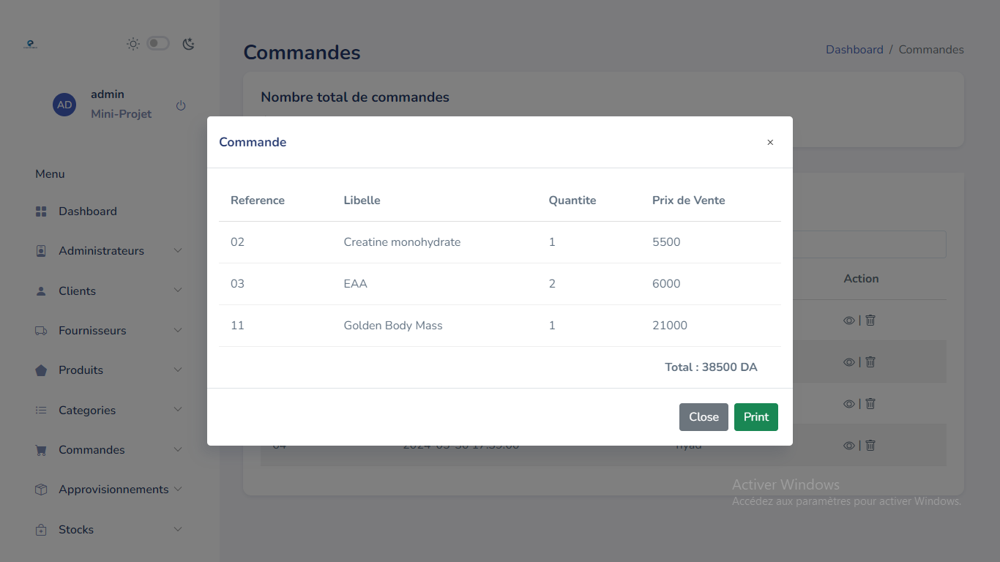 Commandes
Dashboard / Commandes
AD
admin
Mini-Projet
Nombre total de commandes
Commande ×
Menu
Dashboard
Administrateurs
Clients
Fournisseurs
Produits
Categories
Commandes
Approvisionnements
Stocks
Reference Libelle Quantite Prix de Vente
02 Creatine monohydrate 1 5500
03 EAA 2 6000
11 Golden Body Mass 1 21000
Total : 38500 DA
Close Print
Action
|
|
|
|
Activer Windows
Accédez aux paramètres pour activer Windows.